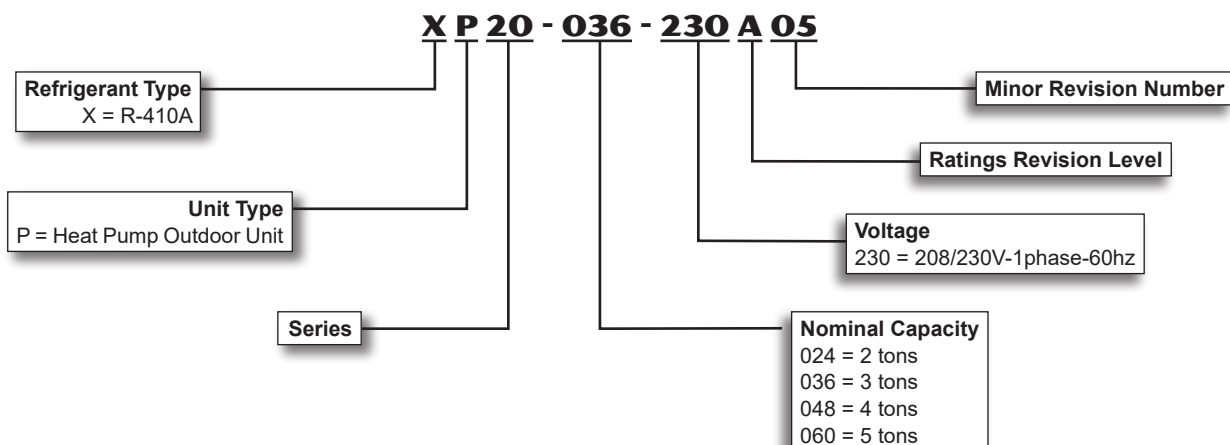 XP20-036-230A05
Refrigerant Type
X = R-410A
Minor Revision Number
Ratings Revision Level
Unit Type
P = Heat Pump Outdoor Unit
Voltage
230 = 208/230V-1phase-60hz
Series
Nominal Capacity
024 = 2 tons
036 = 3 tons
048 = 4 tons
060 = 5 tons